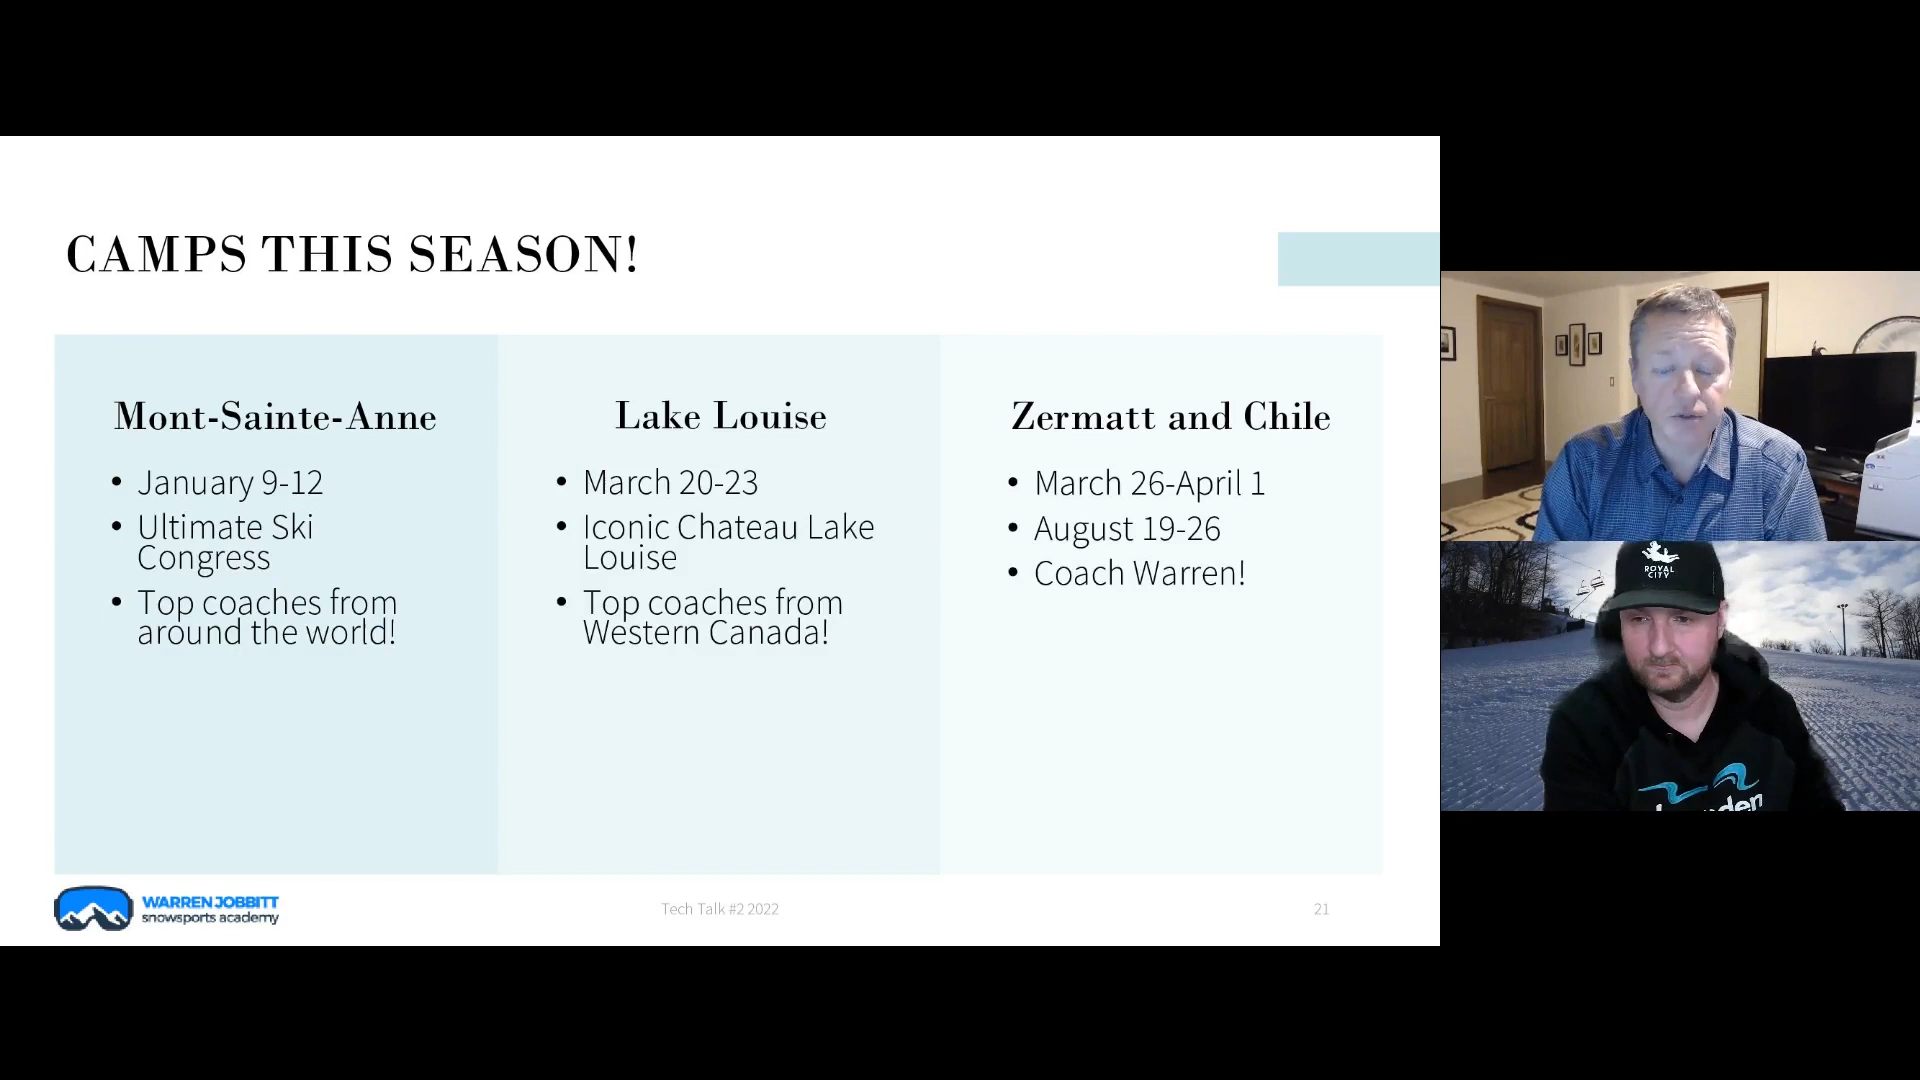 CAMPS THIS SEASON!
Mont-Sainte-Anne
• January 9-12
• Ultimate Ski
Congress
• Top coaches from
around the world!
Lake Louise
• March 20-23
• Iconic Chateau Lake
Louise
• Top coaches from
Western Canada!
Zermatt and Chile
• March 26-April 1
• August 19-26
• Coach Warren!
WARREN JOBBITT
snowsports academy
Tech Talk #2 2022
21
ROYAL
CITY